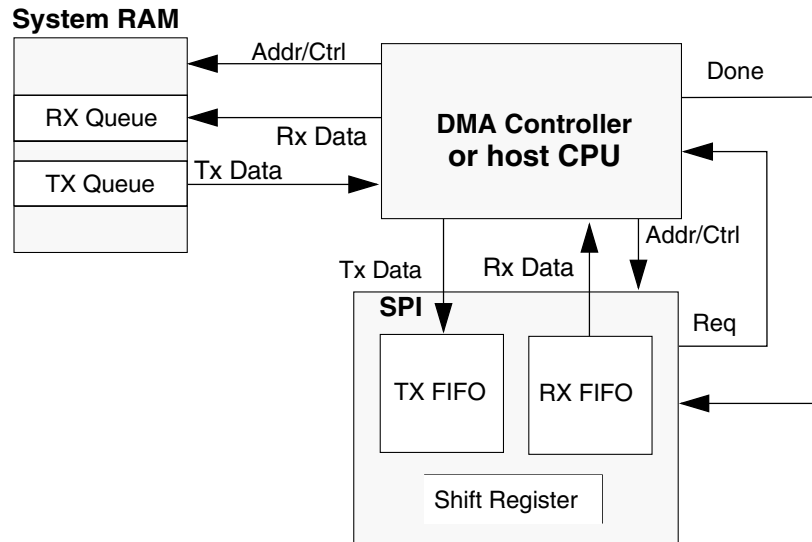 System RAM
Addr/Ctrl
Done
RX Queue
Rx Data
DMA Controller
or host CPU
TX Queue
Tx Data
Addr/Ctrl
Tx Data
Rx Data
SPI
Req
TX FIFO
RX FIFO
Shift Register